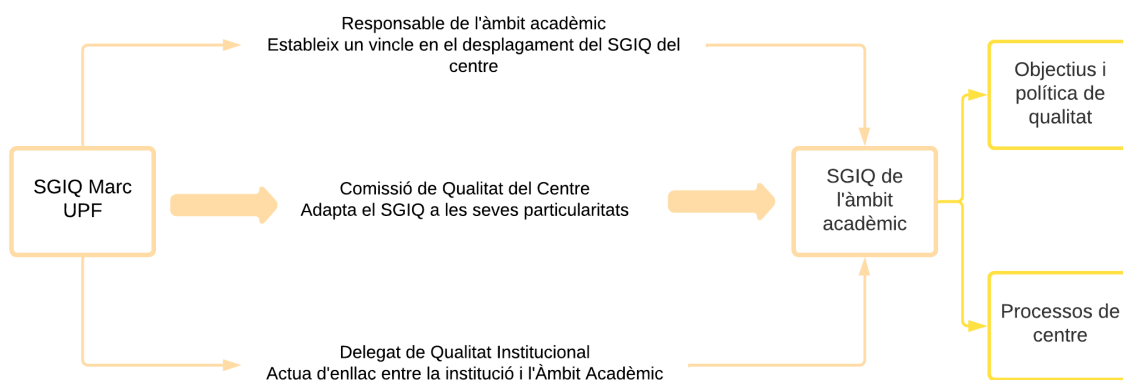 Responsable de l'àmbit acadèmic
Estableix un vincle en el desplagament del SGIQ del
centre
SGIQ Marc
UPF
Comissió de Qualitat del Centre
Adapta el SGIQ a les seves particularitats
Delegat de Qualitat Institucional
Actua d'enllac entre la institució i l'Àmbit Acadèmic
SGIQ de
l'àmbit
acadèmic
Objectius i
política de
qualitat
Processos de
centre